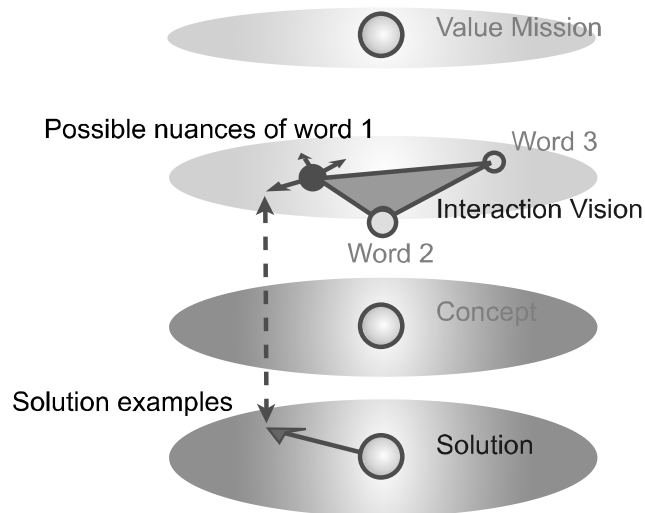 Value Mission
Possible nuances of word 1
Word 3
Interaction Vision
Word 2
Concept
Solution examples
Solution